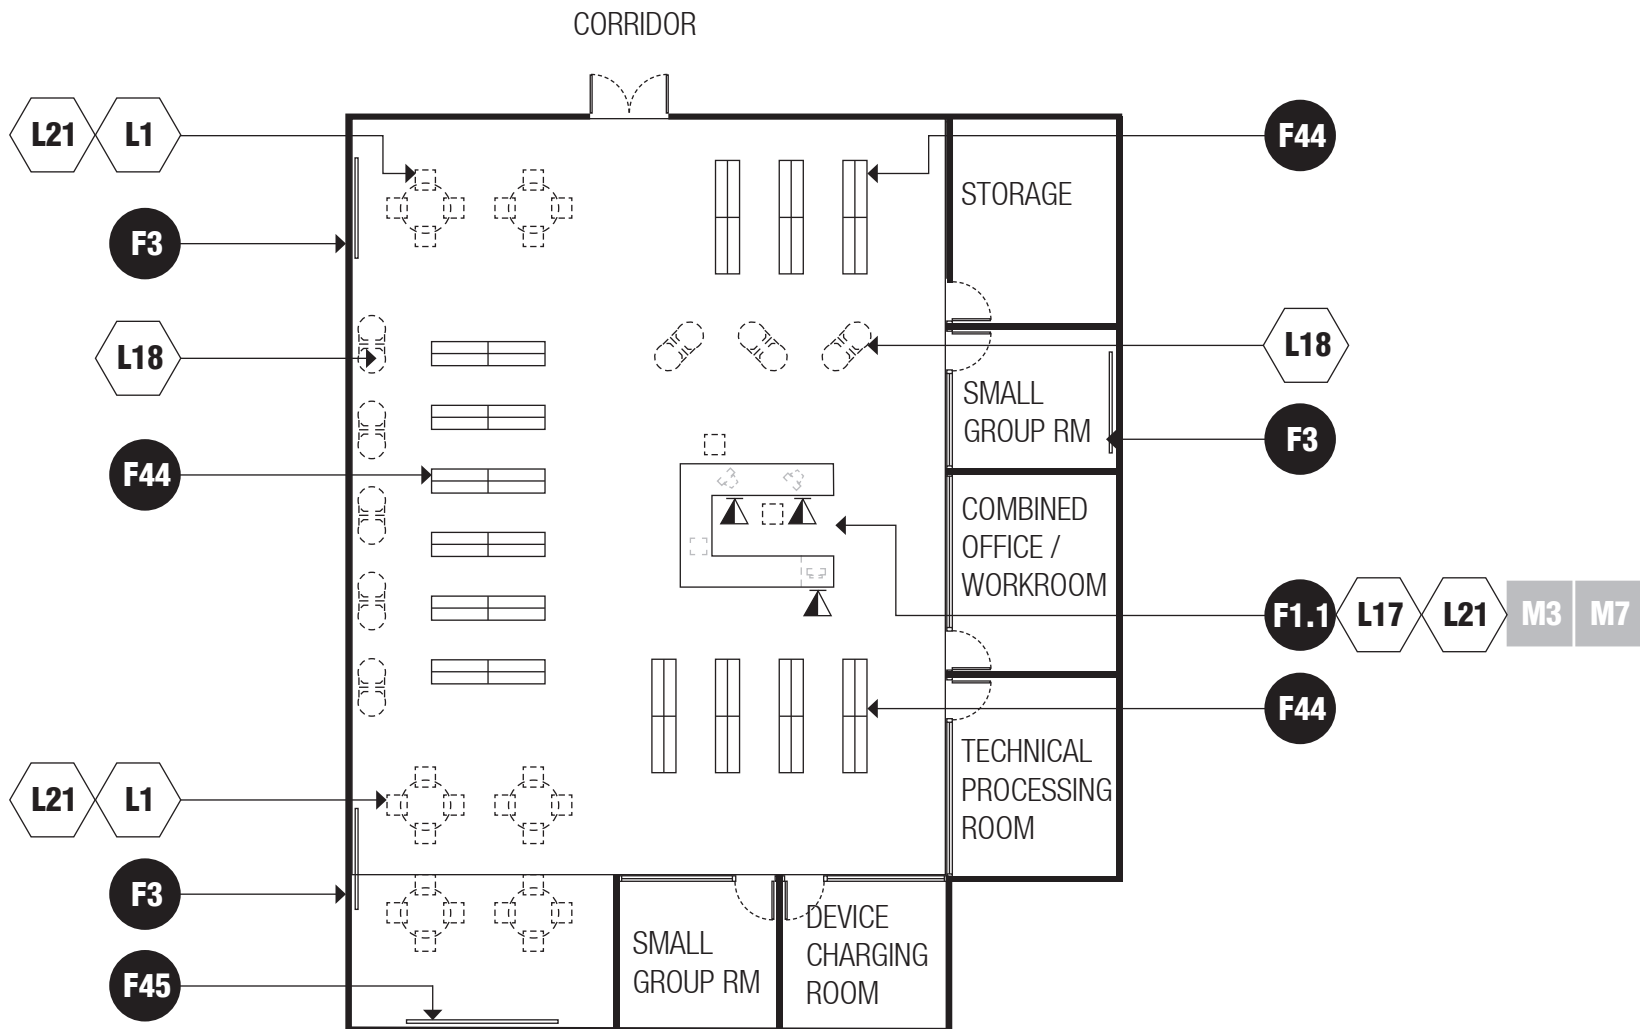 CORRIDOR
L21 L1
F44
STORAGE
F3
L18
L18
SMALL
GROUP RM
F3
F44
COMBINED
OFFICE /
WORKROOM
F1.1 L17 L21 M3 M7
F44
TECHNICAL
PROCESSING
ROOM
L21 L1
F3
DEVICE
CHARGING
ROOM
SMALL
GROUP RM
F45